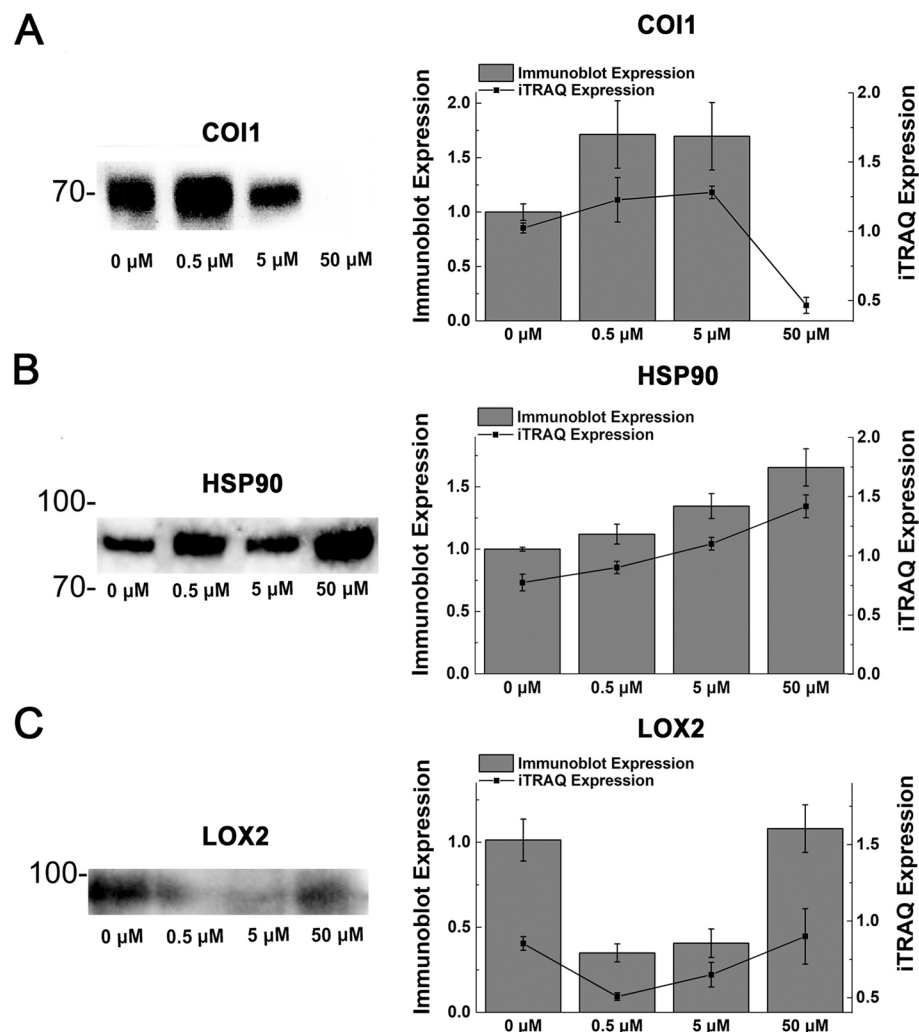 A
COI1
COI1
70-
0 μM 0.5 μM 5 μM 50 μM
Immunoblot Expression
iTRAQ Expression
Immunoblot Expression
2.0
1.5
1.0
0.5
0.0
2.0
1.5
1.0
0.5
iTRAQ Expression
0 μM 0.5 μM 5 μM 50 μM
B
HSP90
HSP90
100-
70-
0 μM 0.5 μM 5 μM 50 μM
Immunoblot Expression
iTRAQ Expression
Immunoblot Expression
1.5
1.0
0.5
0.0
2.0
1.5
1.0
0.5
0.0
iTRAQ Expression
0 μM 0.5 μM 5 μM 50 μM
C
LOX2
LOX2
100-
0 μM 0.5 μM 5 μM 50 μM
Immunoblot Expression
iTRAQ Expression
Immunoblot Expression
1.0
0.5
0.0
1.5
1.0
0.5
iTRAQ Expression
0 μM 0.5 μM 5 μM 50 μM